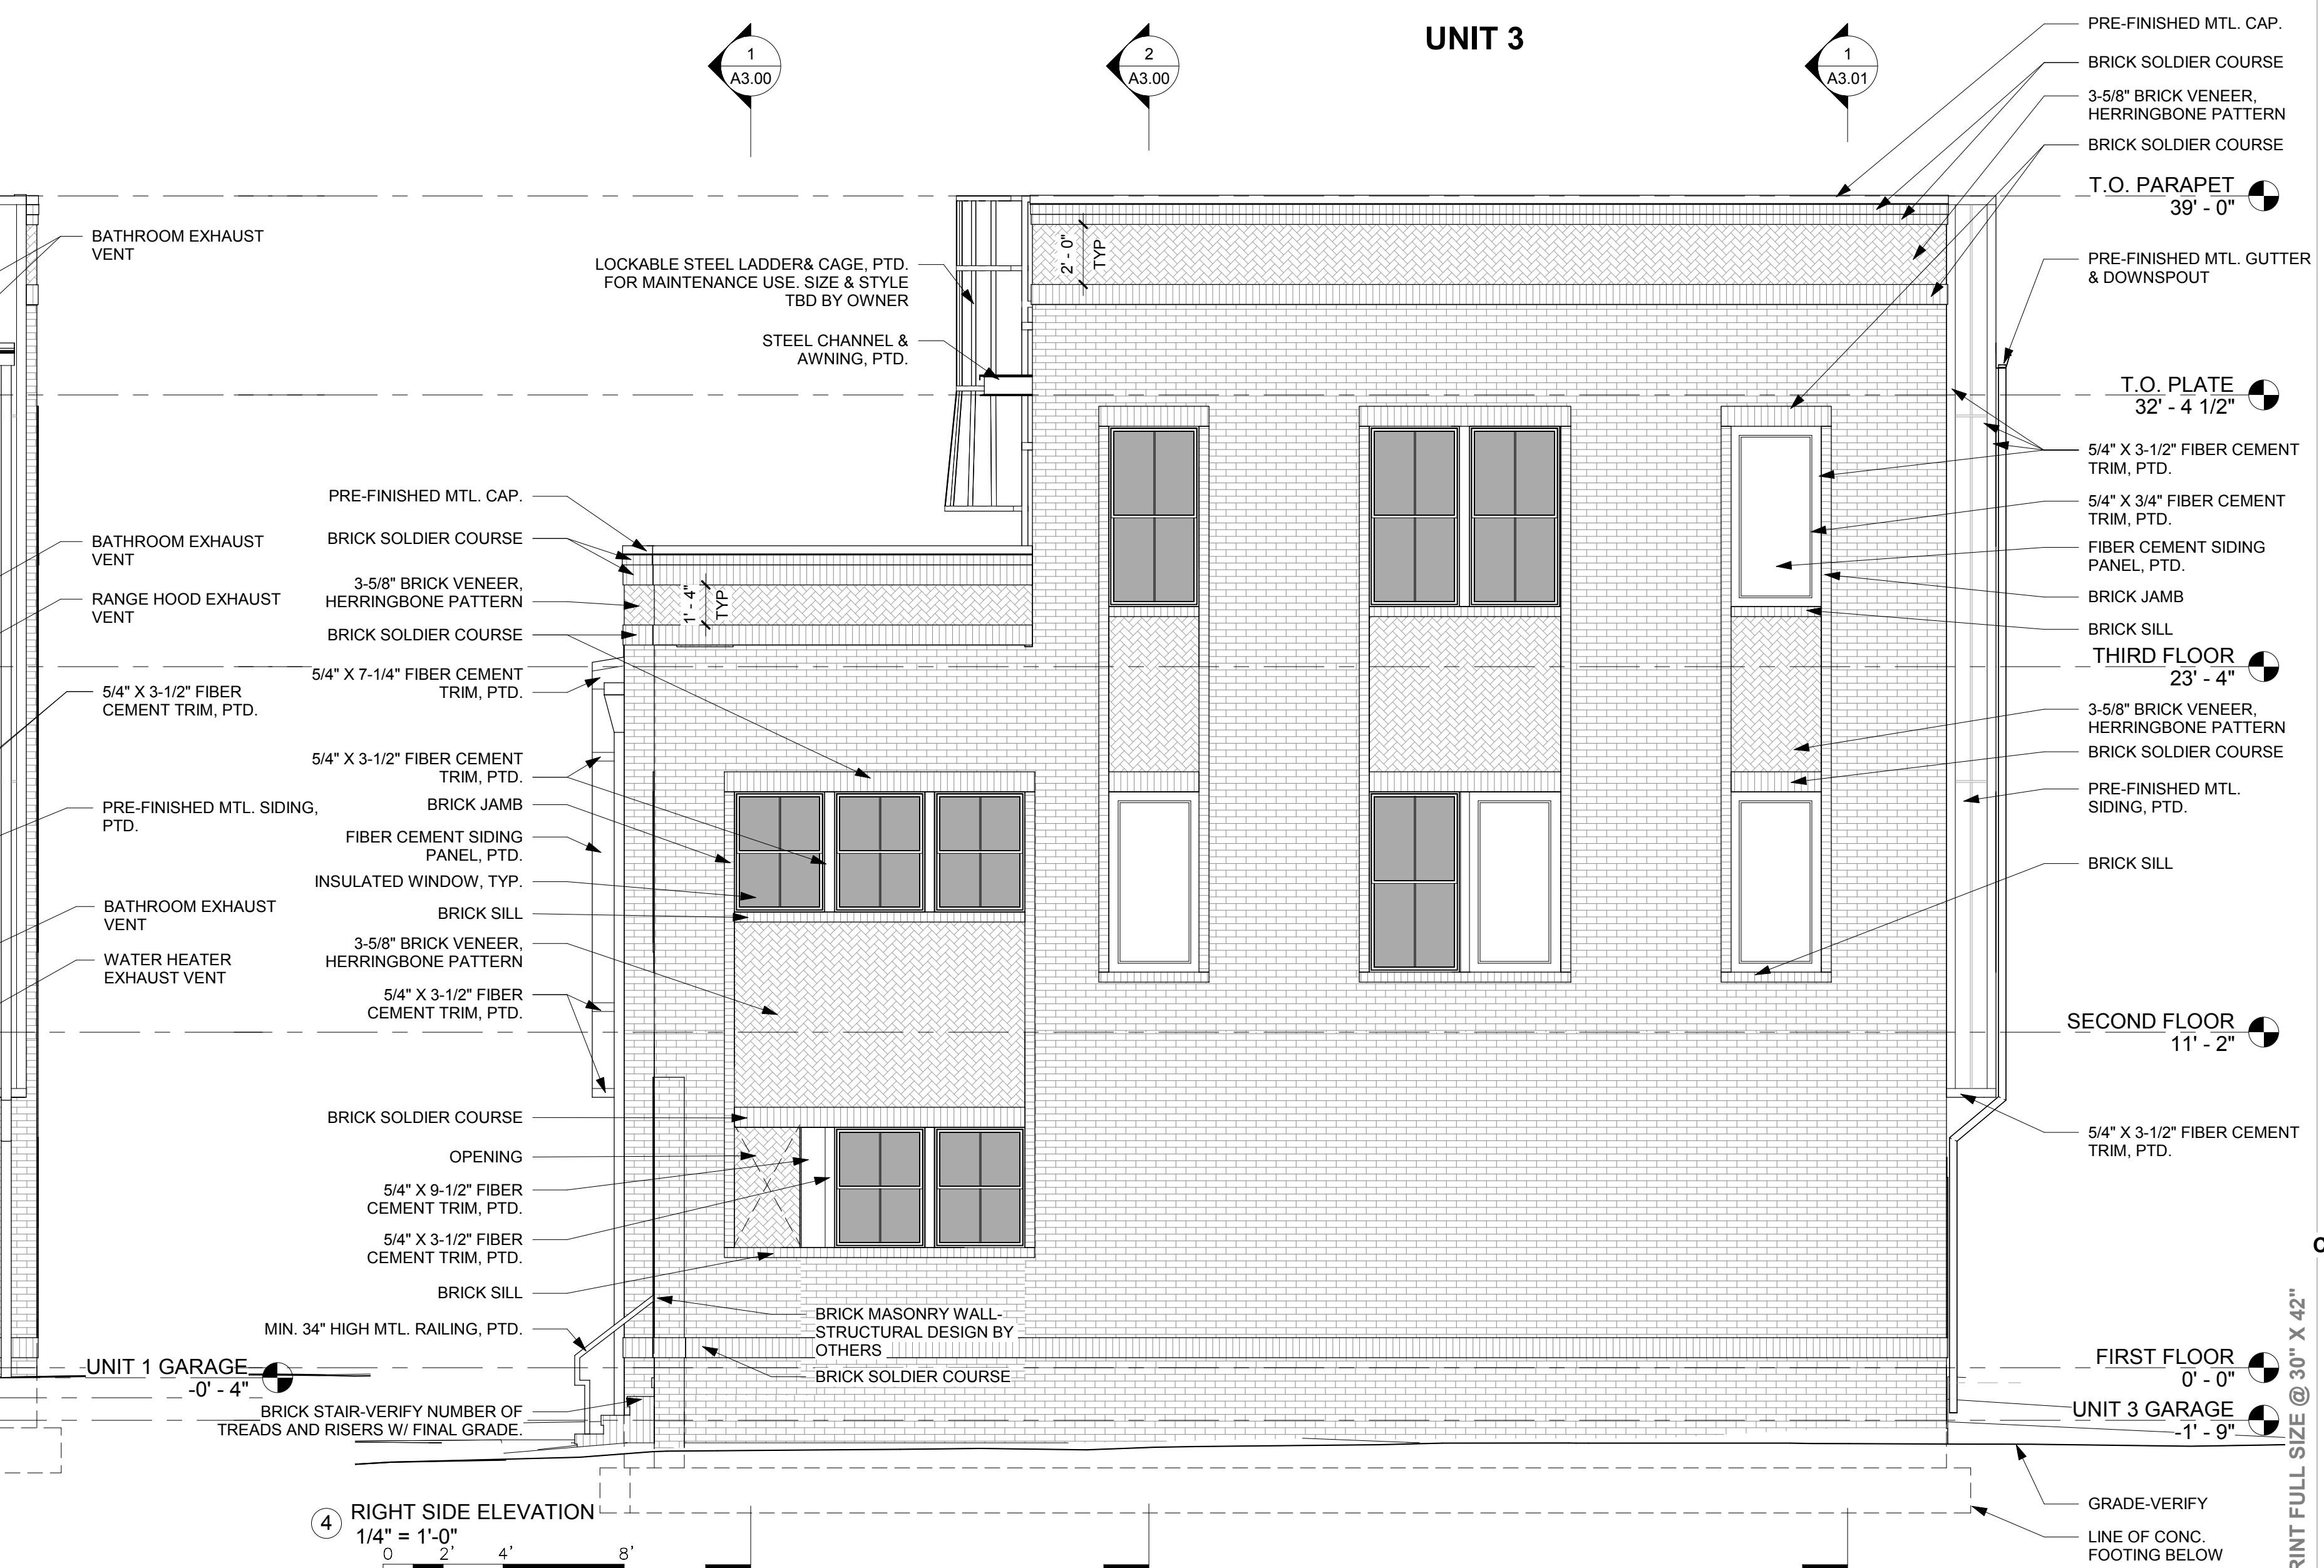 UNIT 3
1
A3.00
2
A3.00
1
A3.01
BATHROOM EXHAUST
VENT
BATHROOM EXHAUST
VENT
RANGE HOOD EXHAUST
VENT
5/4" X 3-1/2" FIBER
CEMENT TRIM, PTD.
PRE-FINISHED MTL. SIDING,
PTD.
BATHROOM EXHAUST
VENT
WATER HEATER
EXHAUST VENT
UNIT 1 GARAGE
-0' - 4"
LOCKABLE STEEL LADDER& CAGE, PTD.
FOR MAINTENANCE USE. SIZE & STYLE
TBD BY OWNER
STEEL CHANNEL &
AWNING, PTD.
PRE-FINISHED MTL. CAP.
BRICK SOLDIER COURSE
3-5/8" BRICK VENEER,
HERRINGBONE PATTERN
BRICK SOLDIER COURSE
5/4" X 7-1/4" FIBER CEMENT
TRIM, PTD.
5/4" X 3-1/2" FIBER CEMENT
TRIM, PTD.
BRICK JAMB
FIBER CEMENT SIDING
PANEL, PTD.
INSULATED WINDOW, TYP.
BRICK SILL
3-5/8" BRICK VENEER,
HERRINGBONE PATTERN
5/4" X 3-1/2" FIBER
CEMENT TRIM, PTD.
BRICK SOLDIER COURSE
OPENING
5/4" X 9-1/2" FIBER
CEMENT TRIM, PTD.
5/4" X 3-1/2" FIBER
CEMENT TRIM, PTD.
BRICK SILL
MIN. 34" HIGH MTL. RAILING, PTD.
BRICK STAIR-VERIFY NUMBER OF
TREADS AND RISERS W/ FINAL GRADE.
2' - 0"
TYP
1' - 4"
TYP
BRICK MASONRY WALL-
STRUCTURAL DESIGN BY
OTHERS
BRICK SOLDIER COURSE
PRE-FINISHED MTL. CAP.
BRICK SOLDIER COURSE
3-5/8" BRICK VENEER,
HERRINGBONE PATTERN
BRICK SOLDIER COURSE
T.O. PARAPET
39' - 0"
PRE-FINISHED MTL. GUTTER
& DOWNSPOUT
T.O. PLATE
32' - 4 1/2"
5/4" X 3-1/2" FIBER CEMENT
TRIM, PTD.
5/4" X 3/4" FIBER CEMENT
TRIM, PTD.
FIBER CEMENT SIDING
PANEL, PTD.
BRICK JAMB
BRICK SILL
THIRD FLOOR
23' - 4"
3-5/8" BRICK VENEER,
HERRINGBONE PATTERN
BRICK SOLDIER COURSE
PRE-FINISHED MTL.
SIDING, PTD.
BRICK SILL
SECOND FLOOR
11' - 2"
5/4" X 3-1/2" FIBER CEMENT
TRIM, PTD.
FIRST FLOOR
0' - 0"
UNIT 3 GARAGE
-1' - 9"
GRADE-VERIFY
LINE OF CONC.
FOOTING BELOW
4
RIGHT SIDE ELEVATION
1/4" = 1'-0"
0 2' 4' 8'
RINT FULL SIZE @ 30" X 42"